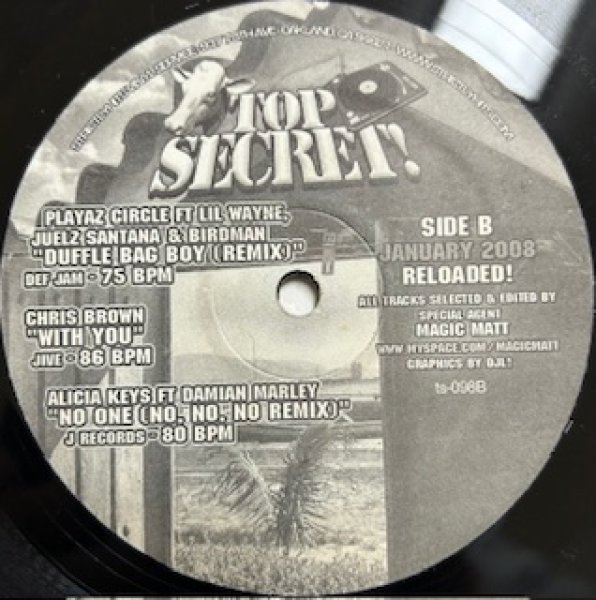 TOP
SECRET!
PLAYAZ CIRCLE FT LIL WAYNE,
JUELZ SANTANA & BIRDMAN
"DUFFLE BAG BOY (REMIX)"
DEF JAM - 75 BPM
CHRIS BROWN
"WITH YOU"
JIVE - 86 BPM
ALICIA KEYS FT DAMIAN MARLEY
"NO ONE (NO, NO, NO REMIX)"
J RECORDS - 80 BPM
SIDE B
JANUARY 2008
RELOADED!
ALL TRACKS SELECTED & EDITED BY
SPECIAL AGENT
MAGIC MATT
WWW.MYSPACE.COM/MAGICMATT
GRAPHICS BY DJL!
ts-098B